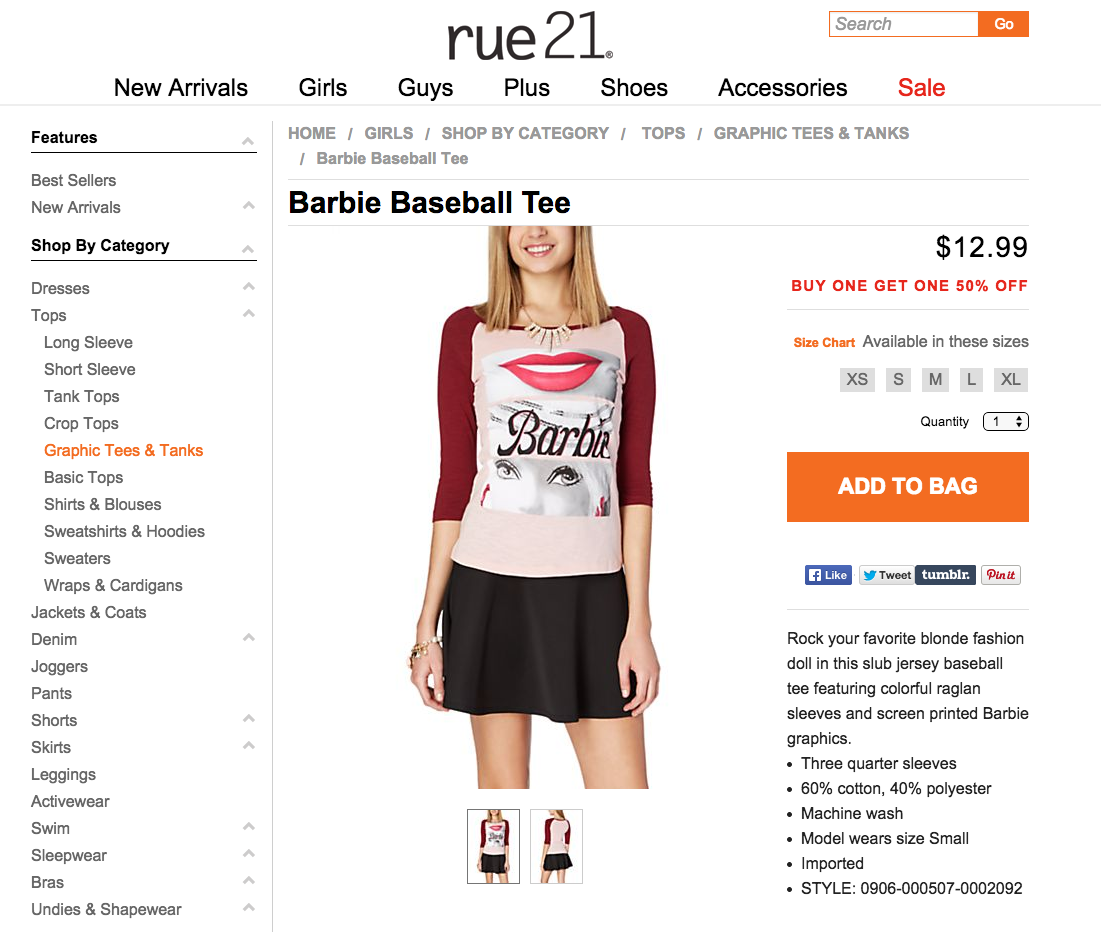 rue21®
Search
Go
New Arrivals Girls Guys Plus Shoes Accessories Sale
Features
Best Sellers
New Arrivals
Shop By Category
Dresses
Tops
Long Sleeve
Short Sleeve
Tank Tops
Crop Tops
Graphic Tees & Tanks
Basic Tops
Shirts & Blouses
Sweatshirts & Hoodies
Sweaters
Wraps & Cardigans
Jackets & Coats
Denim
Joggers
Pants
Shorts
Skirts
Leggings
Activewear
Swim
Sleepwear
Bras
Undies & Shapewear
HOME / GIRLS / SHOP BY CATEGORY / TOPS / GRAPHIC TEES & TANKS
/ Barbie Baseball Tee
Barbie Baseball Tee
Barbie
$12.99
BUY ONE GET ONE 50% OFF
Size Chart Available in these sizes
XS S M L XL
Quantity 1
ADD TO BAG
Like Tweet tumblr. Pin it
Rock your favorite blonde fashion
doll in this slub jersey baseball
tee featuring colorful raglan
sleeves and screen printed Barbie
graphics.
• Three quarter sleeves
• 60% cotton, 40% polyester
• Machine wash
• Model wears size Small
• Imported
• STYLE: 0906-000507-0002092